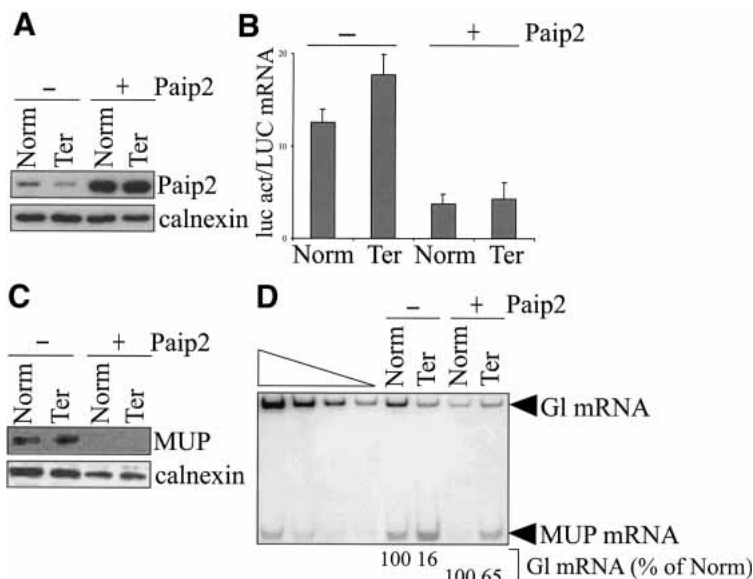 A
− + Paip2
Norm Ter Norm Ter
Paip2
calnexin
B
− + Paip2
luc act/LUC mRNA
20
10
0
Norm Ter Norm Ter
C
− + Paip2
Norm Ter Norm Ter
MUP
calnexin
D
− + Paip2
Norm Ter Norm Ter
Gl mRNA
MUP mRNA
100 16
100 65
Gl mRNA (% of Norm)